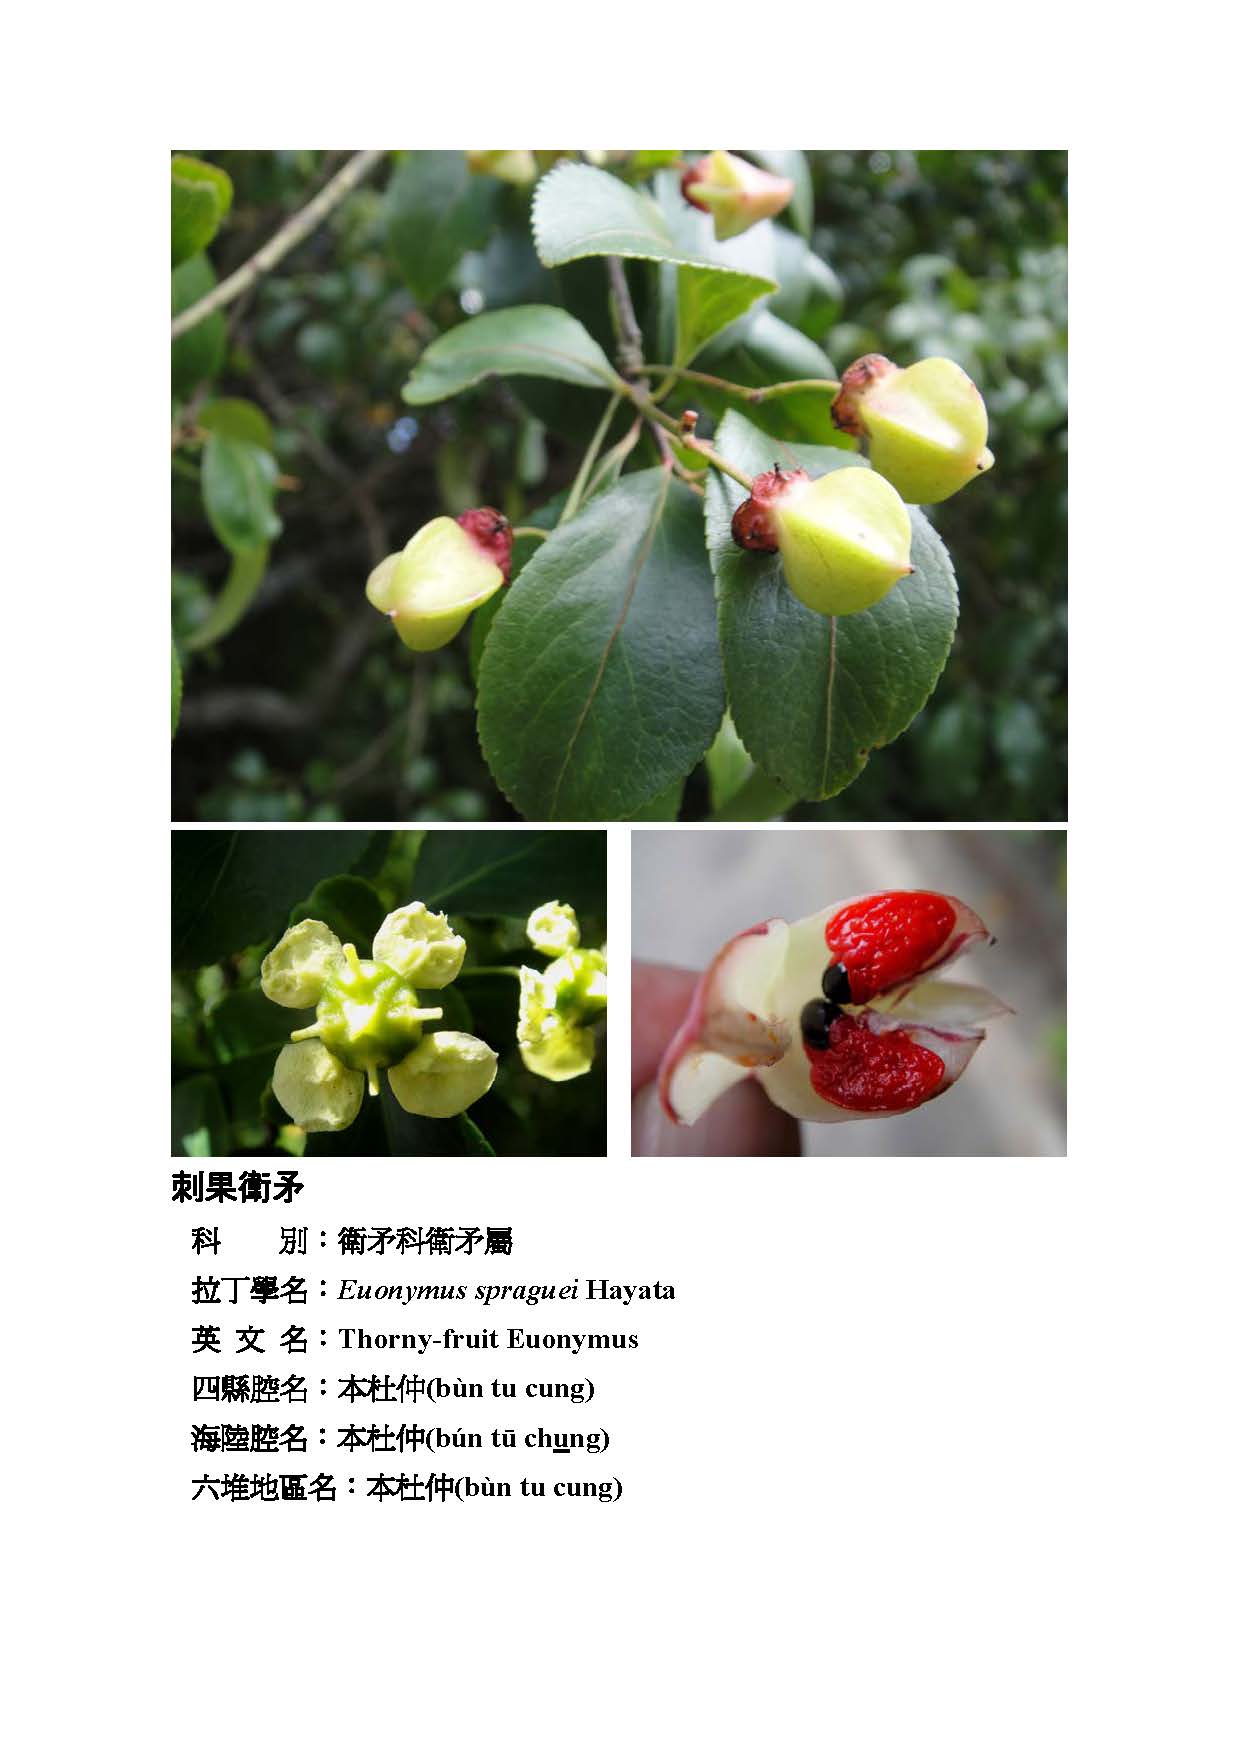 刺果衛矛
科　　別：衛矛科衛矛屬
拉丁學名：Euonymus spraguei Hayata
英 文 名：Thorny-fruit Euonymus
四縣腔名：本杜仲(bùn tu cung)
海陸腔名：本杜仲(bún tū chung)
六堆地區名：本杜仲(bùn tu cung)